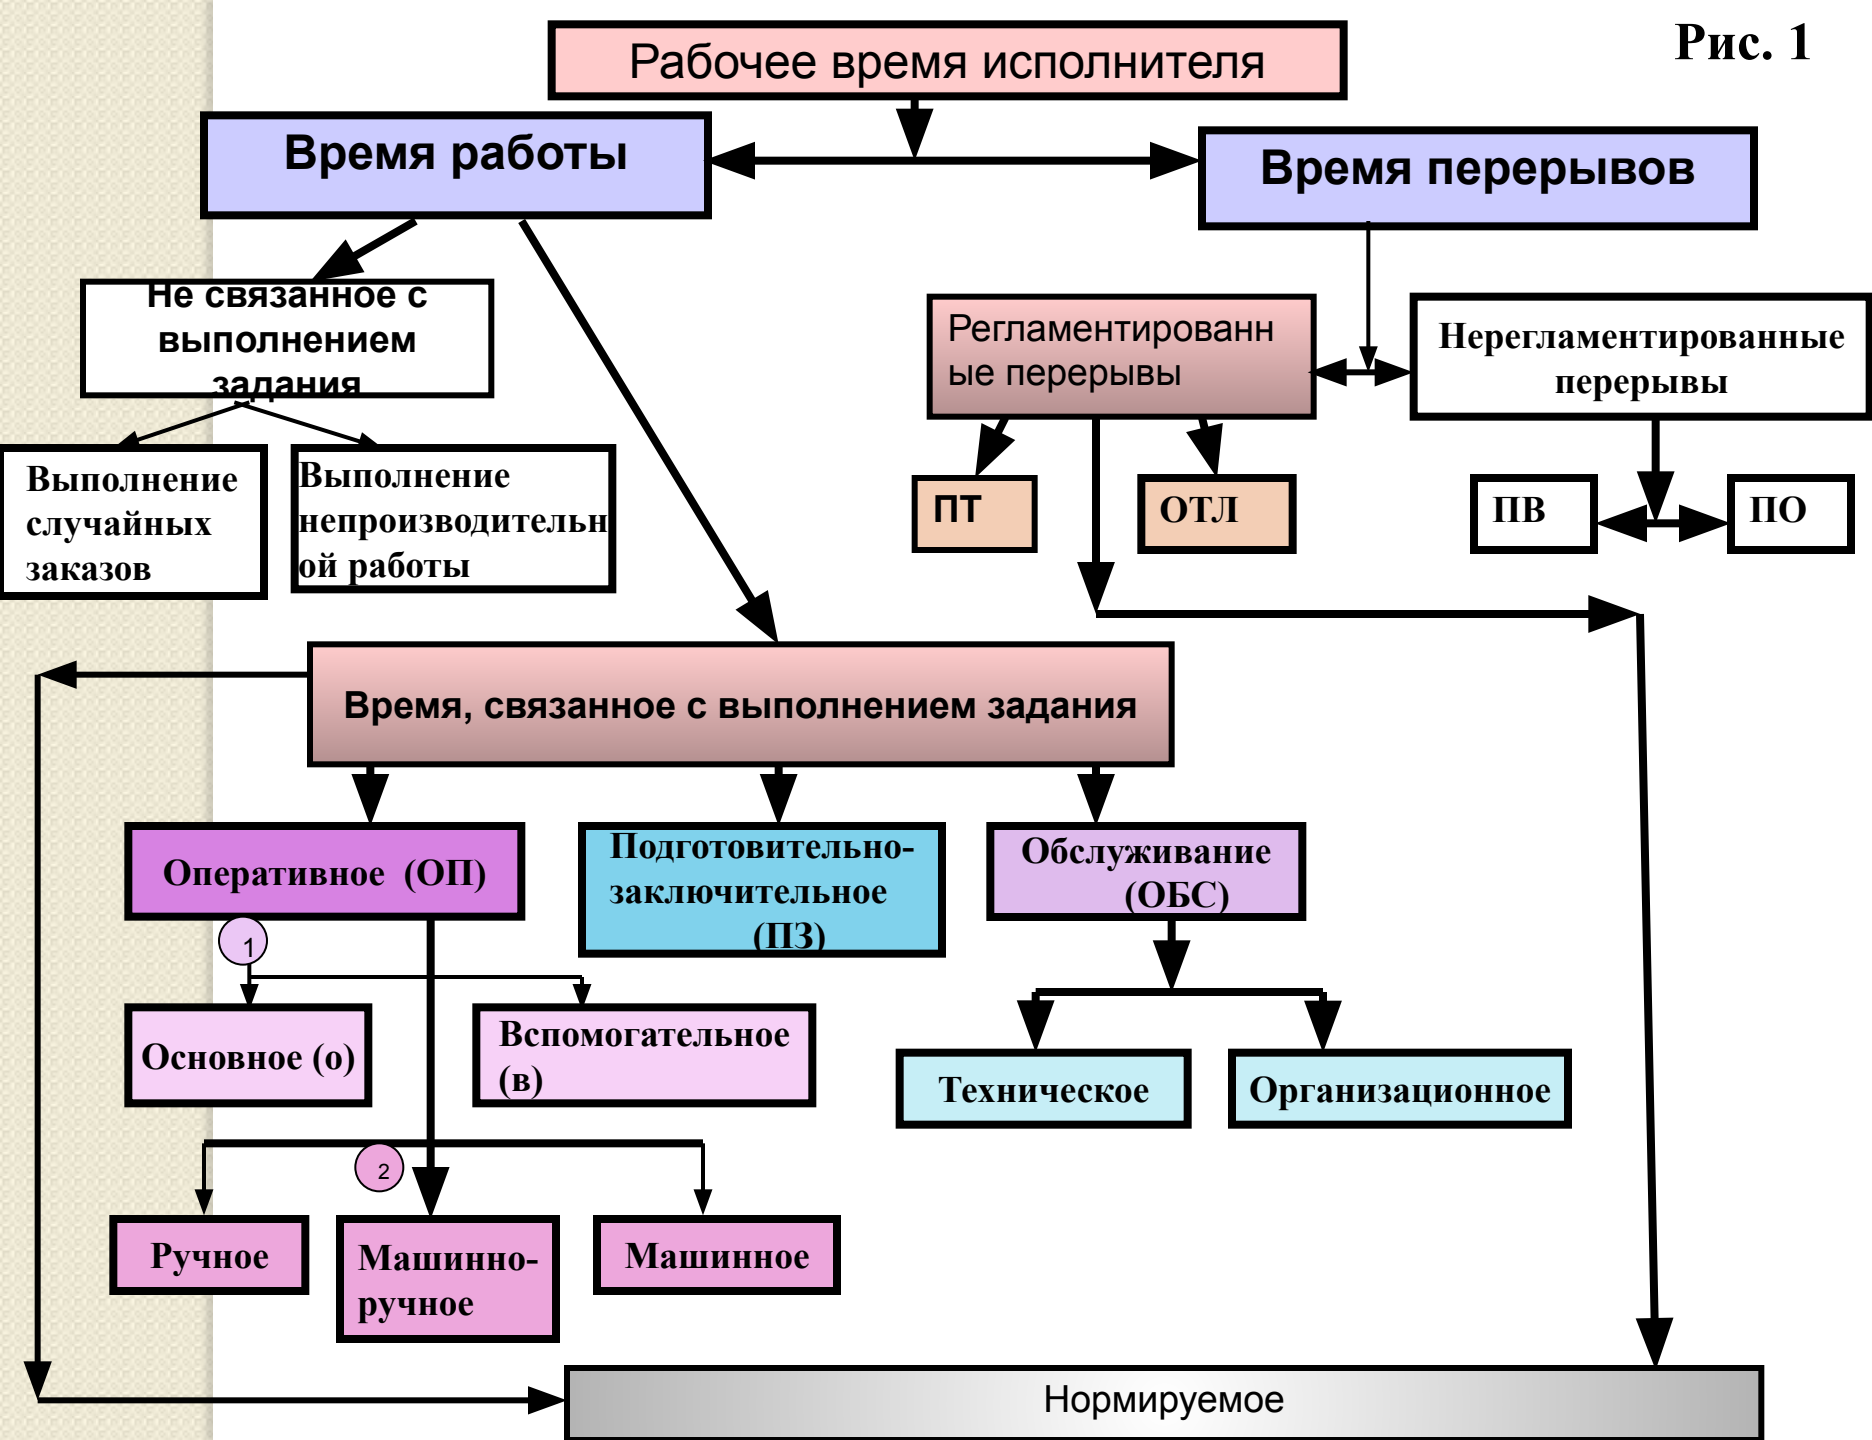 Рис. 1
Рабочее время исполнителя
Время работы
Время перерывов
Не связанное с
выполнением
задания
Регламентированн
ые перерывы
Нерегламентированные
перерывы
Выполнение
случайных
заказов
Выполнение
непроизводительн
ой работы
ПТ
ОТЛ
ПВ
ПО
Время, связанное с выполнением задания
Оперативное (ОП)
Подготовительно-
заключительное
(ПЗ)
Обслуживание
(ОБС)
1
Основное (о)
Вспомогательное
(в)
Техническое
Организационное
2
Ручное
Машинно-
ручное
Машинное
Нормируемое